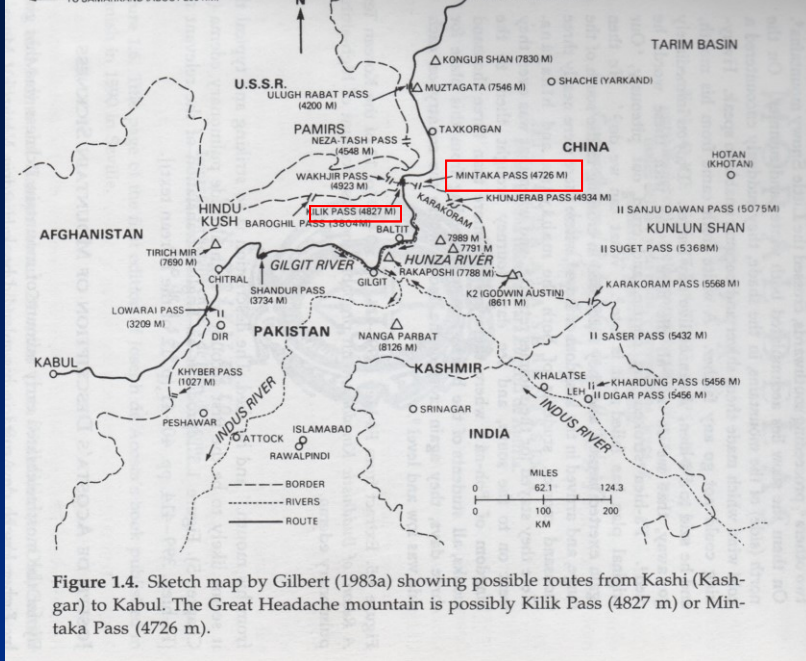 N
TARIM BASIN
KONGUR SHAN (7830 M)
U.S.S.R.
MUZTAGATA (7546 M)
SHACHE (YARKAND)
ULUGH RABAT PASS
(4200 M)
PAMIRS
TAXKORGAN
NEZA-TASH PASS
(4548 M)
CHINA
HOTAN
(KHOTAN)
WAKHJIR PASS
(4923 M)
MINTAKA PASS (4726 M)
KHUNJERAB PASS (4934 M)
HINDU
KUSH
KILIK PASS (4827 M)
KARAKORAM
SANJU DAWAN PASS (5075M)
BAROGHIL PASS (3804M)
BALTIT
KUNLUN SHAN
AFGHANISTAN
7989 M
7791 M
SUGET PASS (5368M)
TIRICH MIR
(7690 M)
GILGIT RIVER
HUNZA RIVER
RAKAPOSHI (7788 M)
CHITRAL
GILGIT
KARAKORAM PASS (5568 M)
SHANDUR PASS
(3734 M)
K2 (GODWIN AUSTIN)
(8611 M)
LOWARAI PASS
(3209 M)
DIR
PAKISTAN
NANGA PARBAT
(8126 M)
SASER PASS (5432 M)
KABUL
KASHMIR
KHYBER PASS
(1027 M)
KHALATSE
KHARDUNG PASS (5456 M)
LEH
DIGAR PASS (5456 M)
PESHAWAR
INDUS RIVER
SRINAGAR
INDUS RIVER
ATTOCK
ISLAMABAD
RAWALPINDI
INDIA
MILES
0 62.1 124.3
0 100 200
KM
BORDER
RIVERS
ROUTE
Figure 1.4. Sketch map by Gilbert (1983a) showing possible routes from Kashi (Kash-
gar) to Kabul. The Great Headache mountain is possibly Kilik Pass (4827 m) or Min-
taka Pass (4726 m).